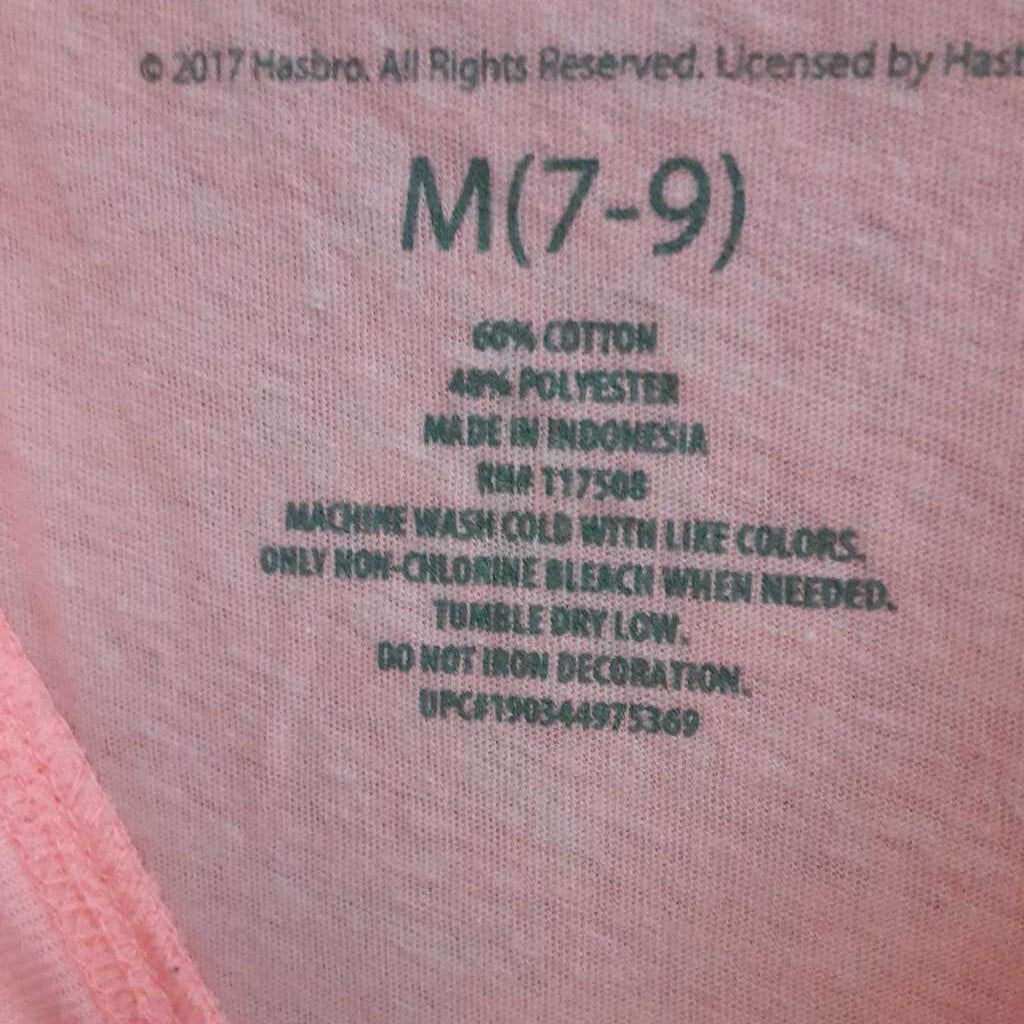 © 2017 Hasbro. All Rights Reserved. Licensed by Hasb
M(7-9)
60% COTTON
40% POLYESTER
MADE IN INDONESIA
RN# 117508
MACHINE WASH COLD WITH LIKE COLORS.
ONLY NON-CHLORINE BLEACH WHEN NEEDED.
TUMBLE DRY LOW.
DO NOT IRON DECORATION.
UPC#190344975369